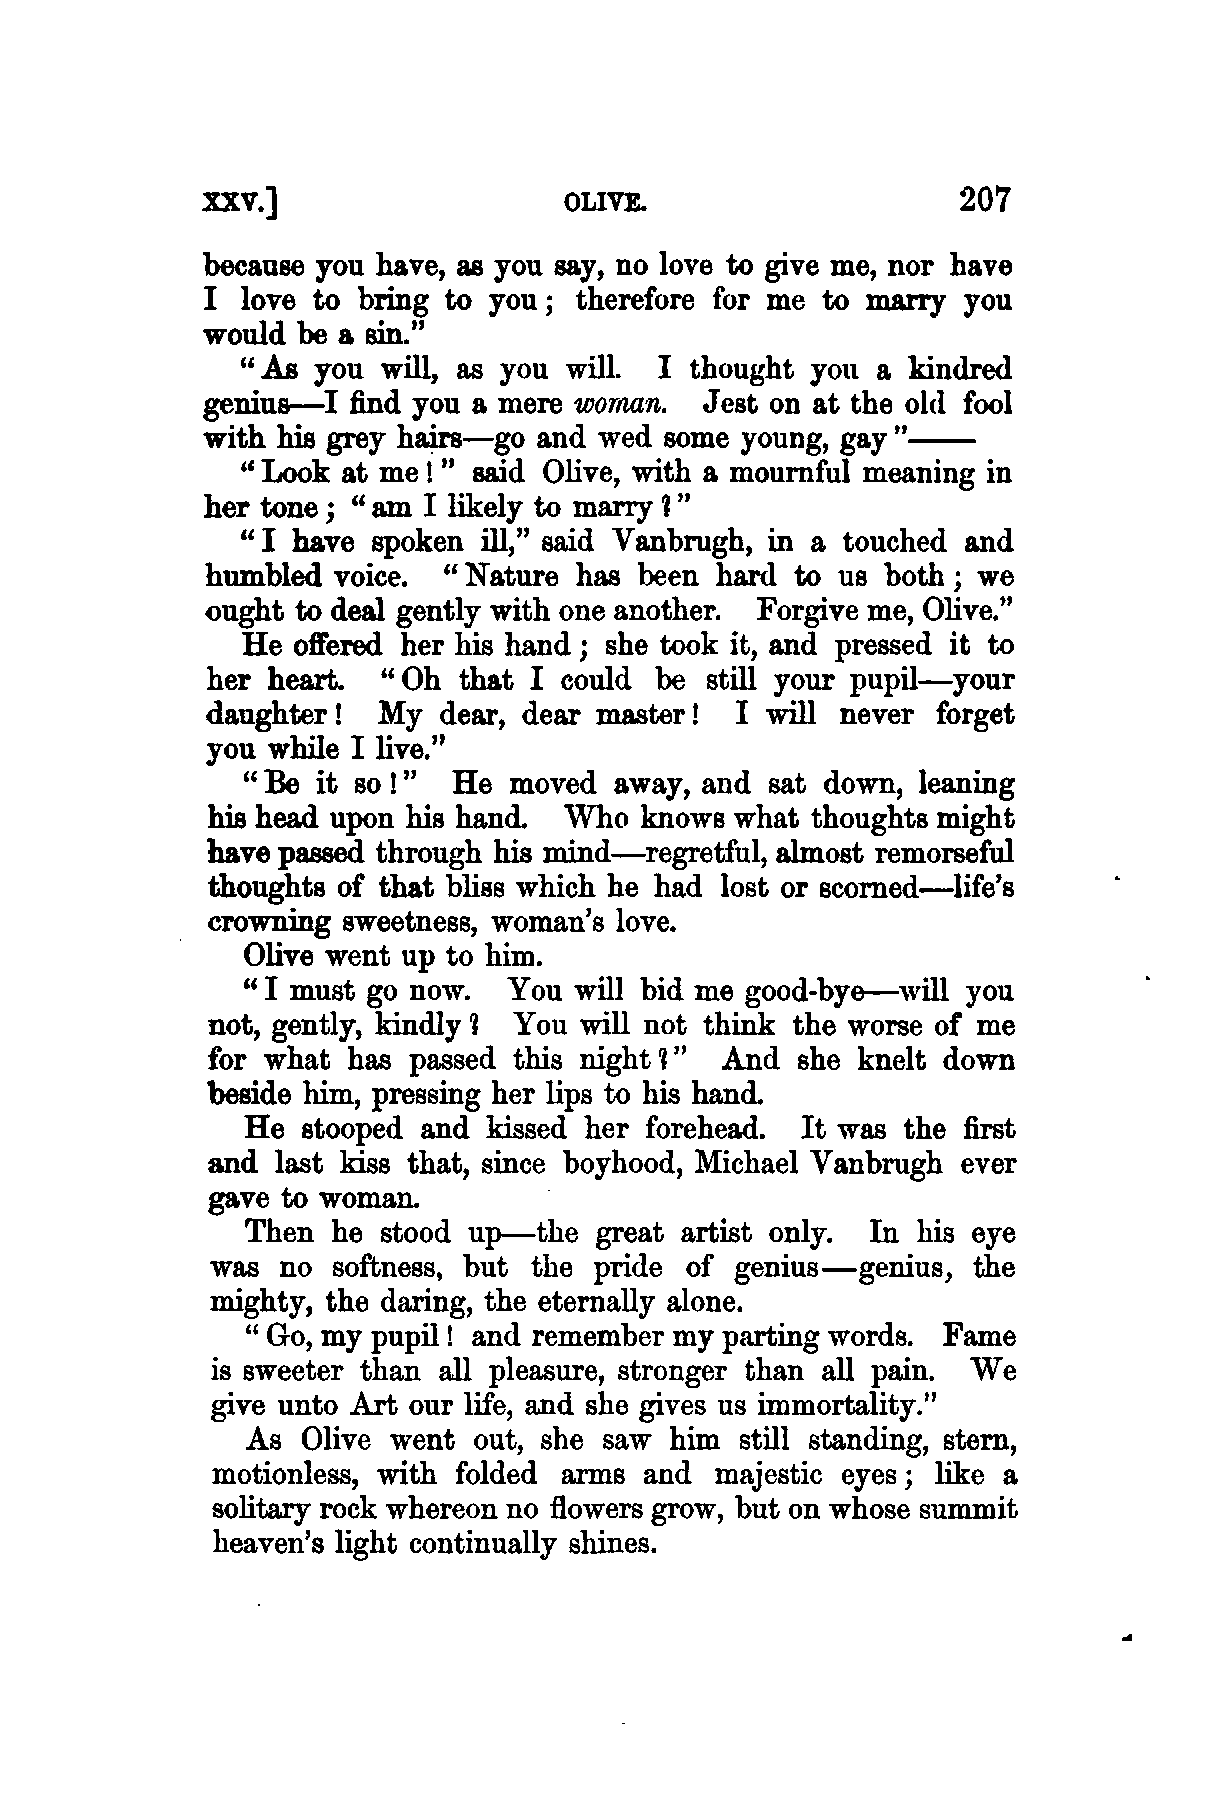 XXV.] OLIVE. 207
because you have, as you say, no love to give me, nor have
I love to bring to you; therefore for me to marry you
would be a sin."
"As you will, as you will. I thought you a kindred
genius—I find you a mere woman. Jest on at the old fool
with his grey hairs—go and wed some young, gay"——
"Look at me!" said Olive, with a mournful meaning in
her tone; "am I likely to marry?"
"I have spoken ill," said Vanbrugh, in a touched and
humbled voice. "Nature has been hard to us both; we
ought to deal gently with one another. Forgive me, Olive."
He offered her his hand; she took it, and pressed it to
her heart. "Oh that I could be still your pupil—your
daughter! My dear, dear master! I will never forget
you while I live."
"Be it so!" He moved away, and sat down, leaning
his head upon his hand. Who knows what thoughts might
have passed through his mind—regretful, almost remorseful
thoughts of that bliss which he had lost or scorned—life's
crowning sweetness, woman's love.
Olive went up to him.
"I must go now. You will bid me good-bye—will you
not, gently, kindly? You will not think the worse of me
for what has passed this night?" And she knelt down
beside him, pressing her lips to his hand.
He stooped and kissed her forehead. It was the first
and last kiss that, since boyhood, Michael Vanbrugh ever
gave to woman.
Then he stood up—the great artist only. In his eye
was no softness, but the pride of genius—genius, the
mighty, the daring, the eternally alone.
"Go, my pupil! and remember my parting words. Fame
is sweeter than all pleasure, stronger than all pain. We
give unto Art our life, and she gives us immortality."
As Olive went out, she saw him still standing, stern,
motionless, with folded arms and majestic eyes; like a
solitary rock whereon no flowers grow, but on whose summit
heaven's light continually shines.